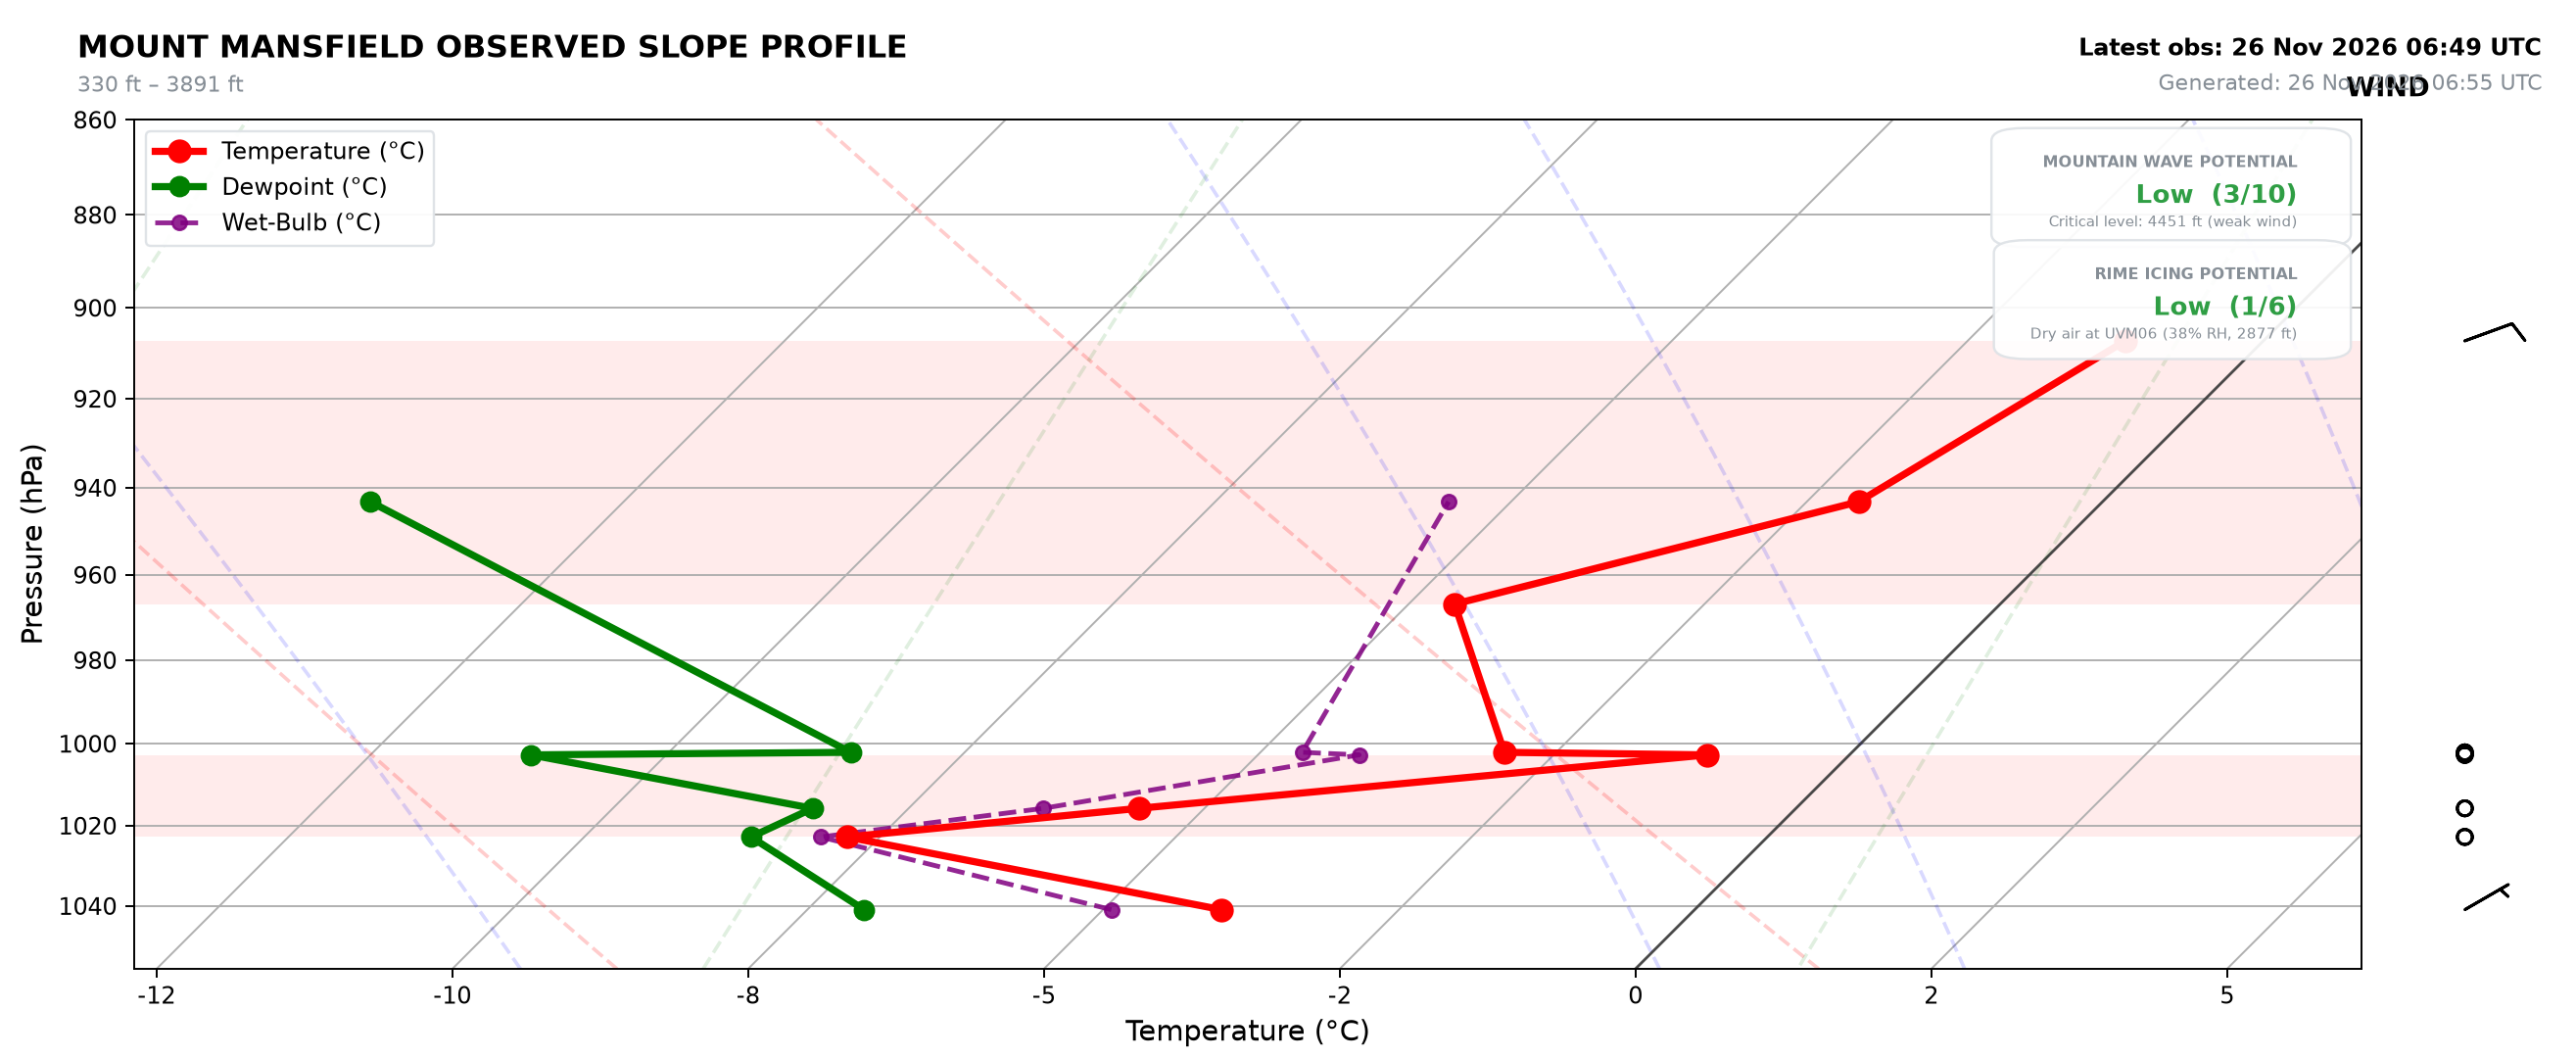 MOUNT MANSFIELD OBSERVED SLOPE PROFILE
330 ft – 3891 ft
Latest obs: 26 Nov 2026 06:49 UTC
Generated: 26 Nov 2026 06:55 UTC
WIND
Temperature (°C)
Dewpoint (°C)
Wet-Bulb (°C)
MOUNTAIN WAVE POTENTIAL
Low (3/10)
Critical level: 4451 ft (weak wind)
RIME ICING POTENTIAL
Low (1/6)
Dry air at UVM06 (38% RH, 2877 ft)
Pressure (hPa)
860
880
900
920
940
960
980
1000
1020
1040
-12
-10
-8
-5
-2
0
2
5
Temperature (°C)